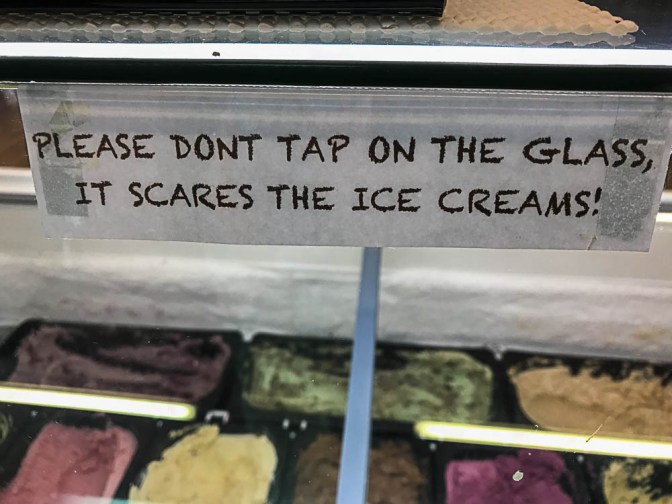 PLEASE DONT TAP ON THE GLASS,
IT SCARES THE ICE CREAMS!